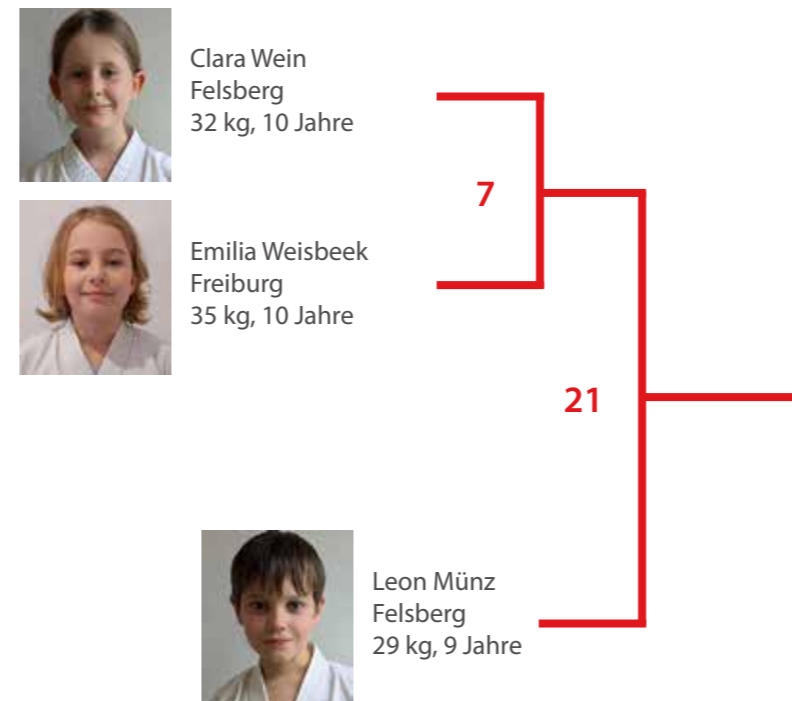 Clara Wein
Felsberg
32 kg, 10 Jahre
7
Emilia Weisbeek
Freiburg
35 kg, 10 Jahre
21
Leon Münz
Felsberg
29 kg, 9 Jahre